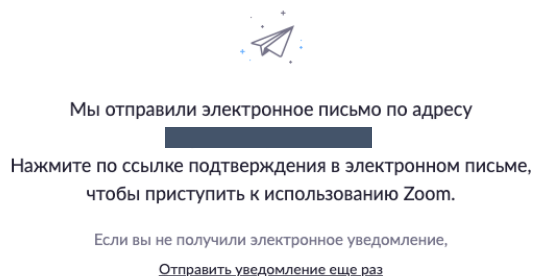 Мы отправили электронное письмо по адресу
Нажмите по ссылке подтверждения в электронном письме,
чтобы приступить к использованию Zoom.
Если вы не получили электронное уведомление,
Отправить уведомление еще раз